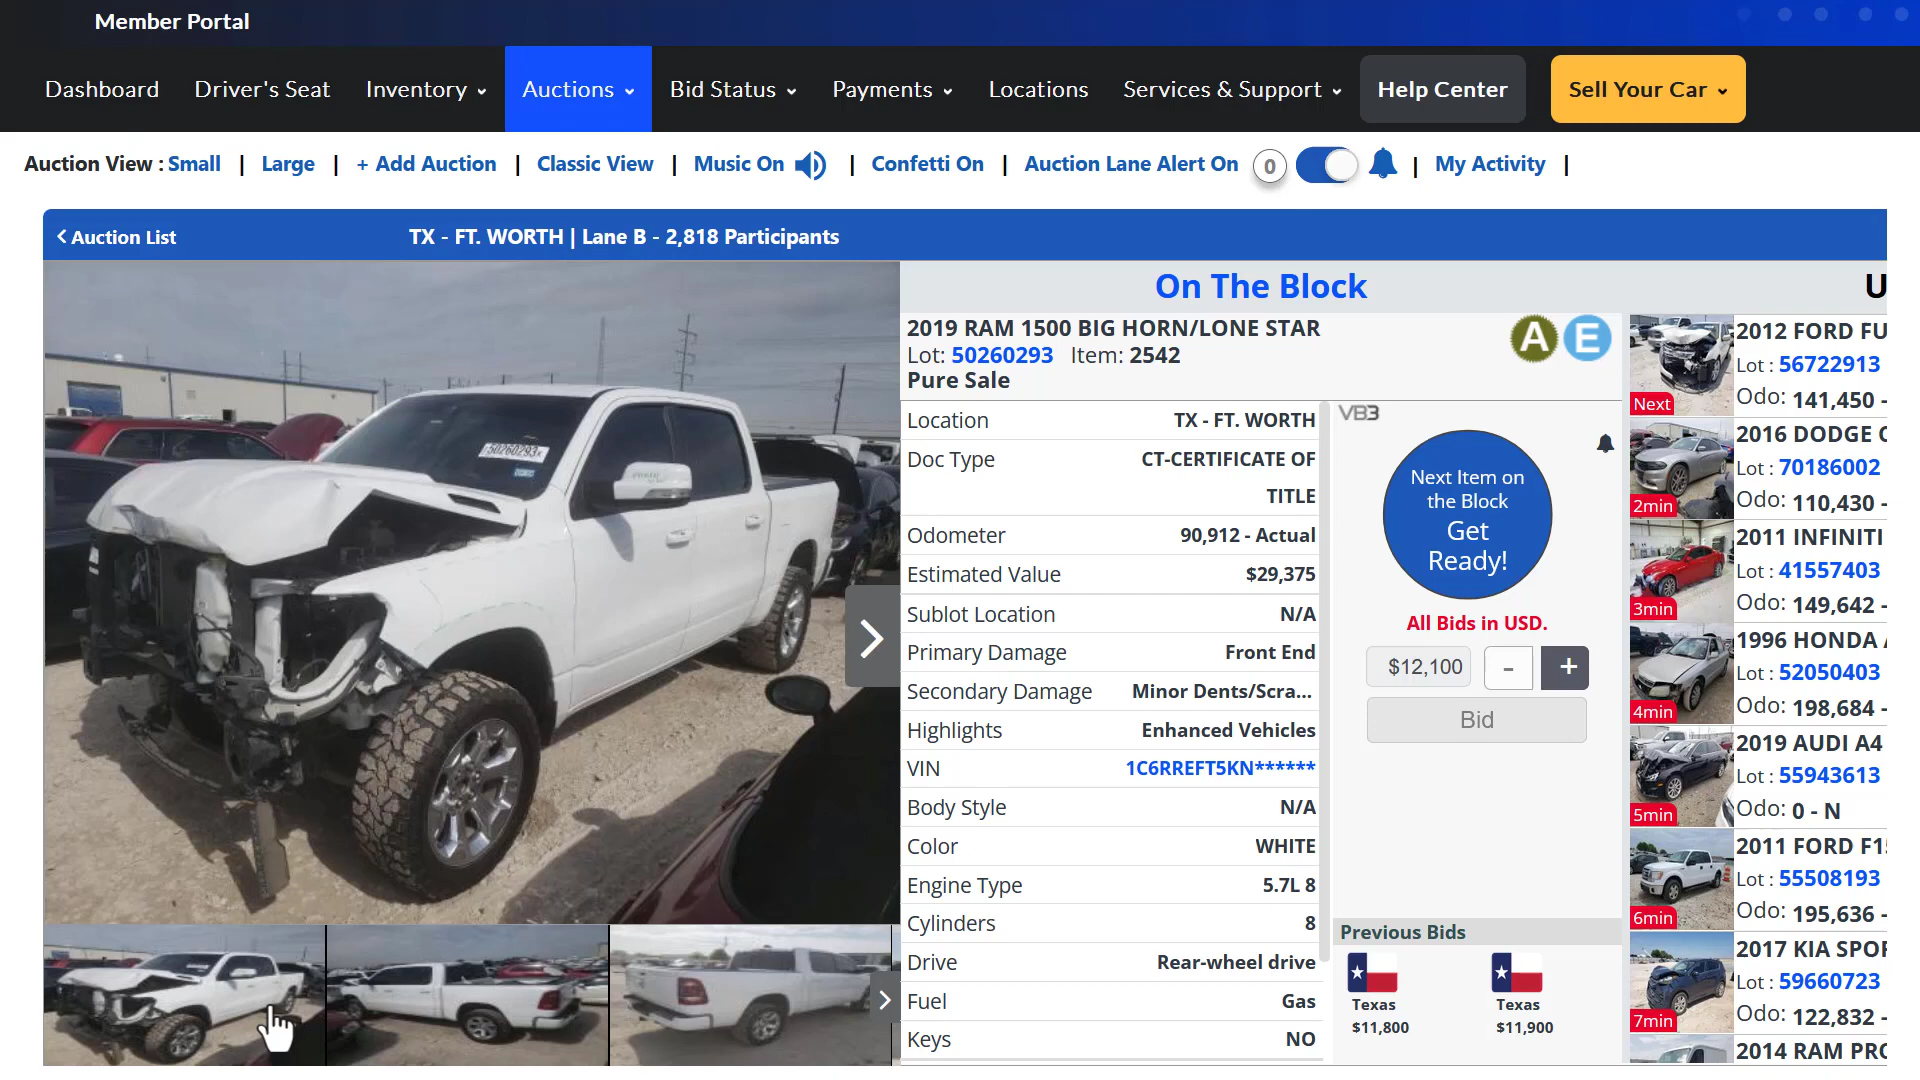 Member Portal
Dashboard Driver's Seat Inventory Auctions Bid Status Payments Locations Services & Support Help Center Sell Your Car
Auction View : Small | Large | + Add Auction | Classic View | Music On | Confetti On | Auction Lane Alert On 0 | My Activity |
Auction List TX - FT. WORTH | Lane B - 2,818 Participants
On The Block
2019 RAM 1500 BIG HORN/LONE STAR
Lot: 50260293 Item: 2542
Pure Sale
A E
Location TX - FT. WORTH
Doc Type CT-CERTIFICATE OF
TITLE
Odometer 90,912 - Actual
Estimated Value $29,375
Sublot Location N/A
Primary Damage Front End
Secondary Damage Minor Dents/Scra...
Highlights Enhanced Vehicles
VIN 1C6RREFT5KN******
Body Style N/A
Color WHITE
Engine Type 5.7L 8
Cylinders 8
Drive Rear-wheel drive
Fuel Gas
Keys NO
VB3
Next Item on
the Block
Get
Ready!
All Bids in USD.
$12,100 - +
Bid
Previous Bids
Texas Texas
$11,800 $11,900
U
2012 FORD FU
Lot : 56722913
Odo: 141,450 -
Next
2016 DODGE C
Lot : 70186002
Odo: 110,430 -
2min
2011 INFINITI
Lot : 41557403
Odo: 149,642 -
3min
1996 HONDA
Lot : 52050403
Odo: 198,684 -
4min
2019 AUDI A4
Lot : 55943613
Odo: 0 - N
5min
2011 FORD F1
Lot : 55508193
Odo: 195,636 -
6min
2017 KIA SPO
Lot : 59660723
Odo: 122,832 -
7min
2014 RAM PRO
50260293